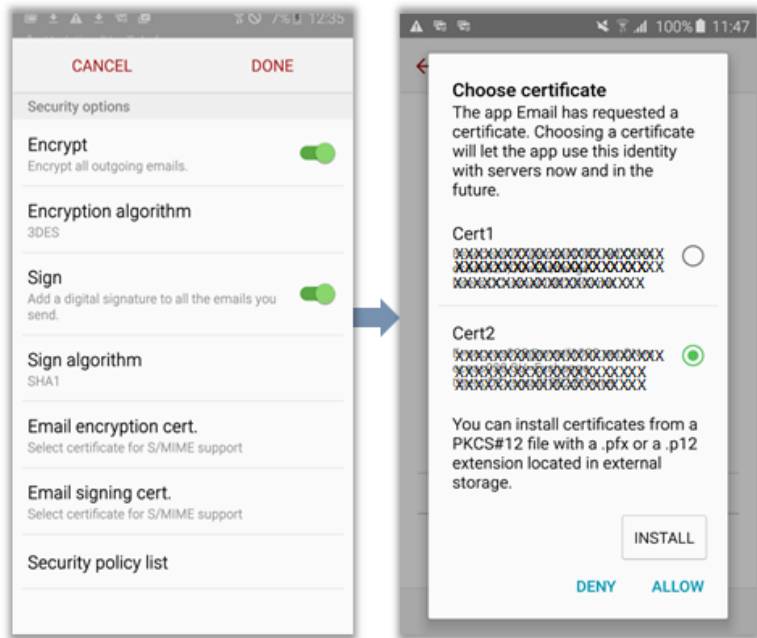 7% 12:35
CANCEL DONE
Security options
Encrypt
Encrypt all outgoing emails.
Encryption algorithm
3DES
Sign
Add a digital signature to all the emails you
send.
Sign algorithm
SHA1
Email encryption cert.
Select certificate for S/MIME support
Email signing cert.
Select certificate for S/MIME support
Security policy list
100% 11:47
Choose certificate
The app Email has requested a
certificate. Choosing a certificate
will let the app use this identity
with servers now and in the
future.
Cert1
Cert2
You can install certificates from a
PKCS#12 file with a .pfx or a .p12
extension located in external
storage.
INSTALL
DENY ALLOW